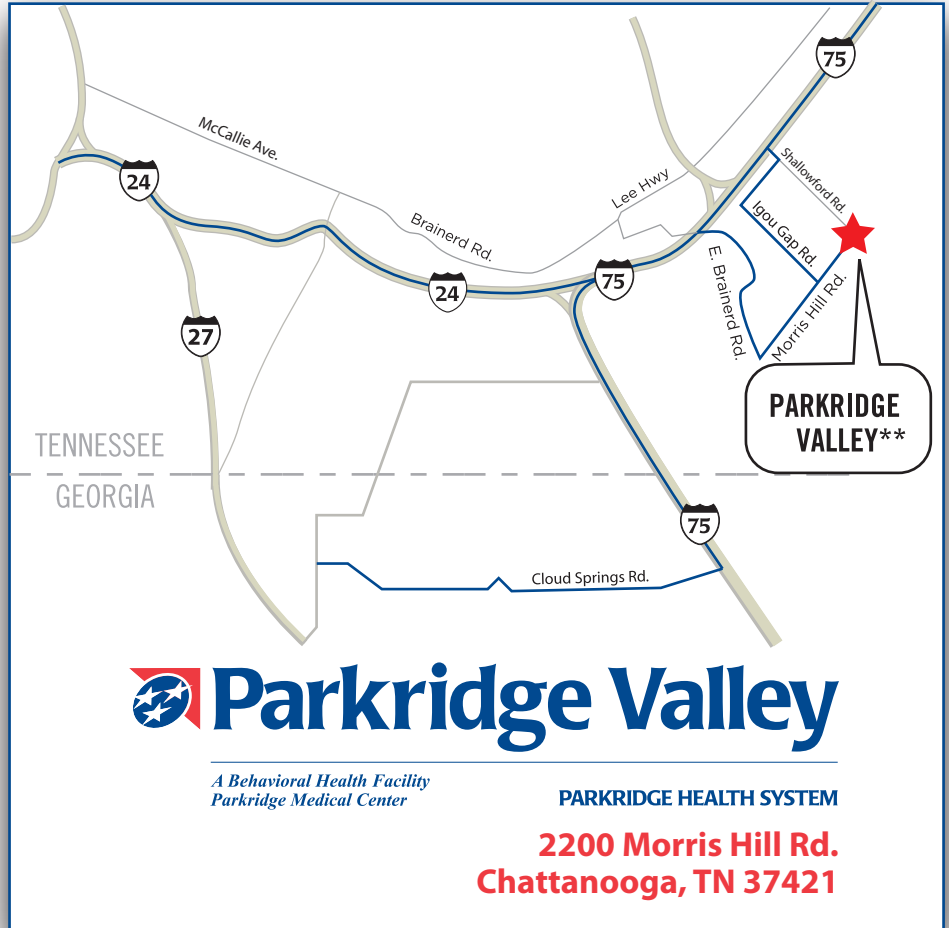 75
McCallie Ave.
24
Shallowford Rd.
Lee Hwy
Igou Gap Rd.
Brainerd Rd.
E. Brainerd Rd.
75
24
Morris Hill Rd.
27
PARKRIDGE
VALLEY**
TENNESSEE
GEORGIA
75
Cloud Springs Rd.
Parkridge Valley
A Behavioral Health Facility
Parkridge Medical Center
PARKRIDGE HEALTH SYSTEM
2200 Morris Hill Rd.
Chattanooga, TN 37421